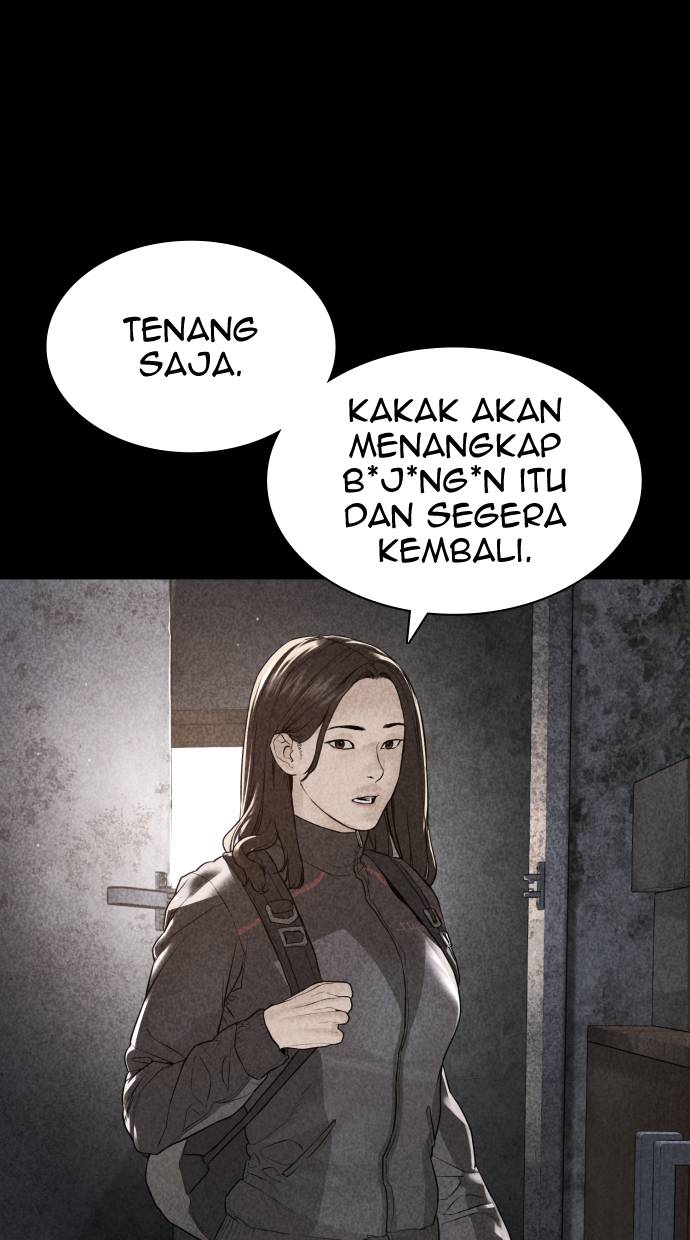 TENANG
SAJA.
KAKAK AKAN
MENANGKAP
B*J*NG*N ITU
DAN SEGERA
KEMBALI.